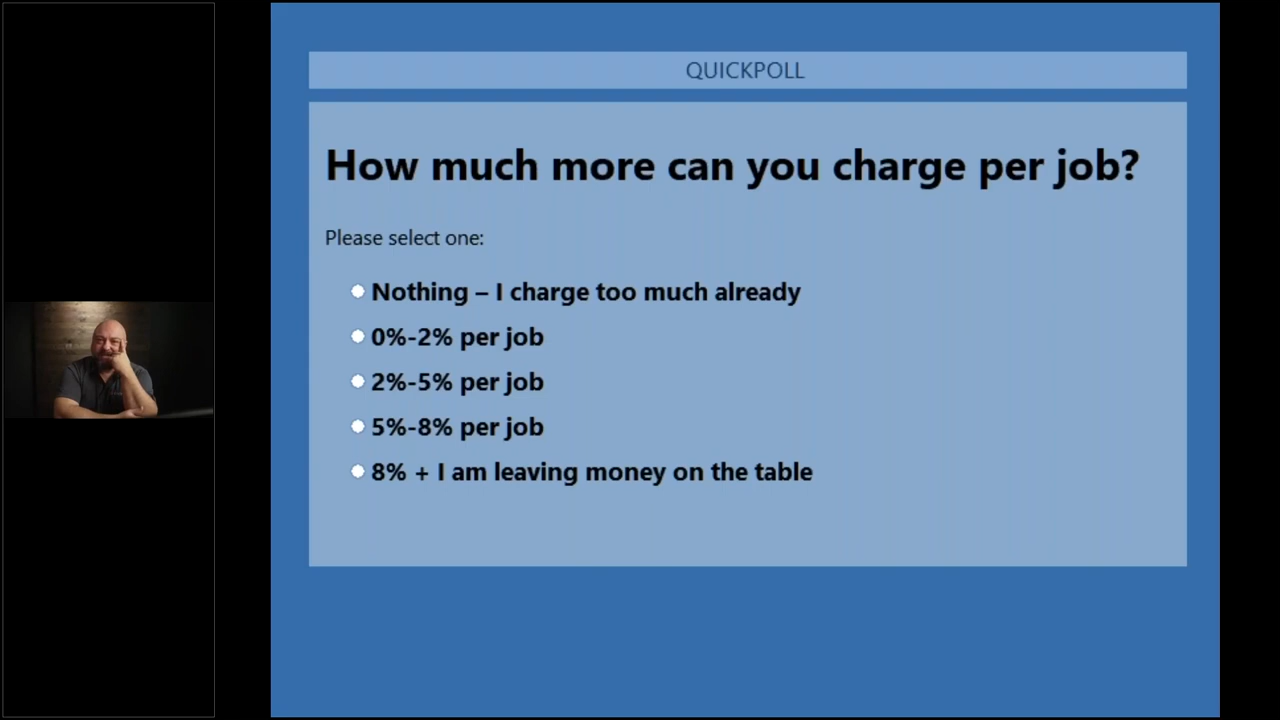 QUICKPOLL
How much more can you charge per job?
Please select one:
Nothing – I charge too much already
0%-2% per job
2%-5% per job
5%-8% per job
8% + I am leaving money on the table